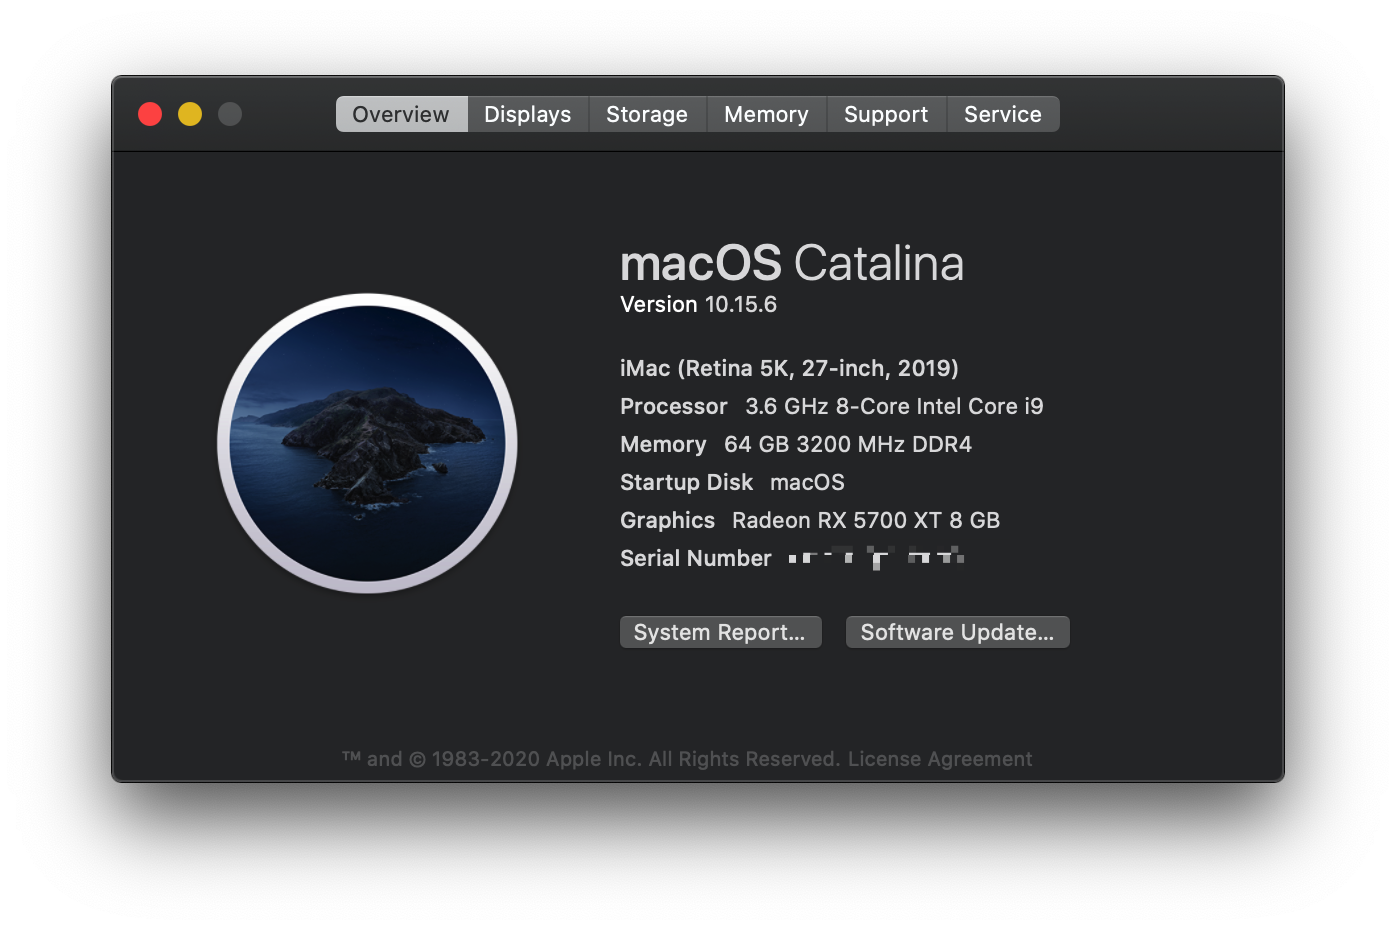 Overview Displays Storage Memory Support Service
macOS Catalina
Version 10.15.6
iMac (Retina 5K, 27-inch, 2019)
Processor 3.6 GHz 8-Core Intel Core i9
Memory 64 GB 3200 MHz DDR4
Startup Disk macOS
Graphics Radeon RX 5700 XT 8 GB
Serial Number
System Report... Software Update...
™ and © 1983-2020 Apple Inc. All Rights Reserved. License Agreement